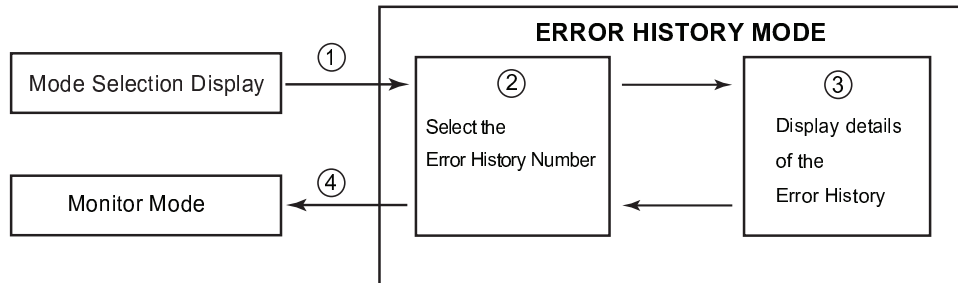 ERROR HISTORY MODE
Mode Selection Display
①
②
Select the
Error History Number
③
Display details
of the
Error History
④
Monitor Mode